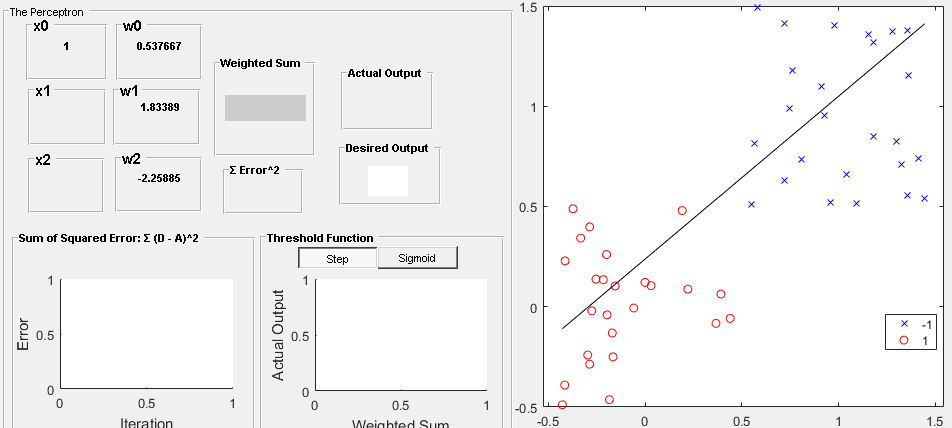 The Perceptron
x0
w0
1
0.537667
x1
w1
1.83389
x2
w2
-2.25885
Weighted Sum
Σ Error^2
Actual Output
Desired Output
Sum of Squared Error: Σ (D - A)^2
Error
1
0.5
0
0
0.5
1
Iteration
Threshold Function
Step
Sigmoid
Actual Output
1
0.5
0
0
0.5
1
Weighted Sum
1.5
1
0.5
0
-0.5
-0.5
0
0.5
1
1.5
-1
1